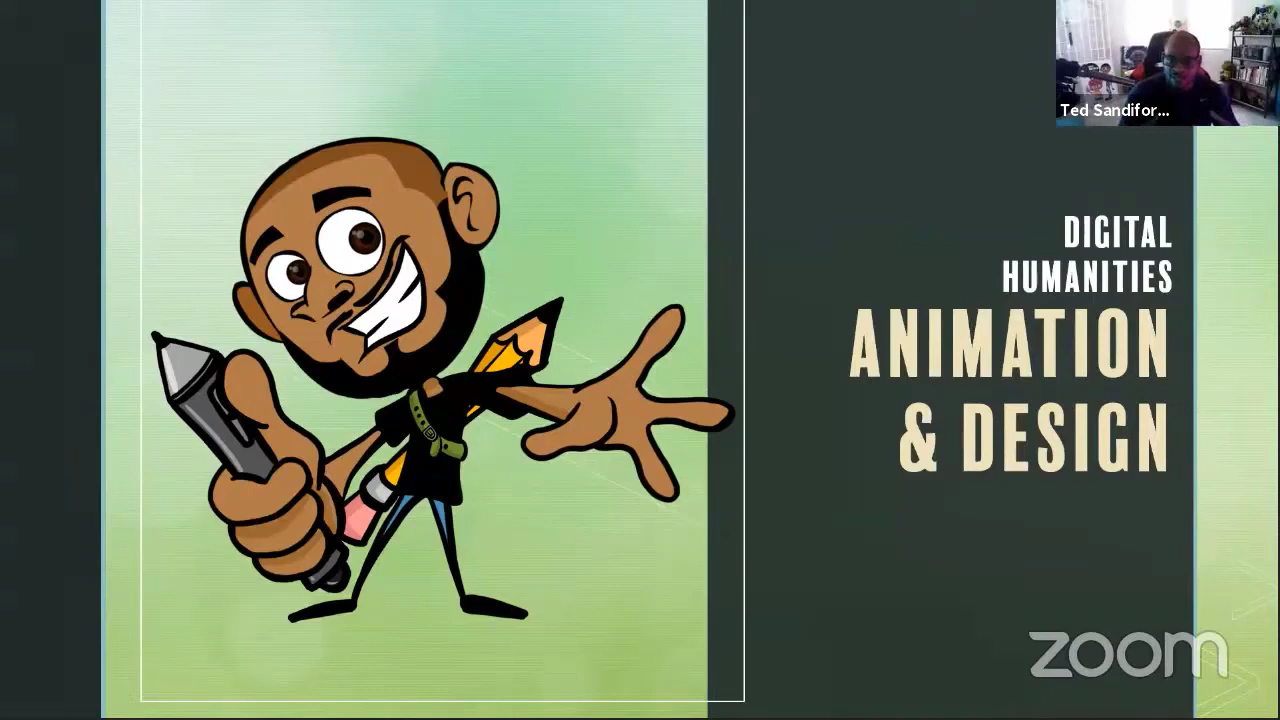 Ted Sandifor...
DIGITAL
HUMANITIES
ANIMATION
& DESIGN
zoom